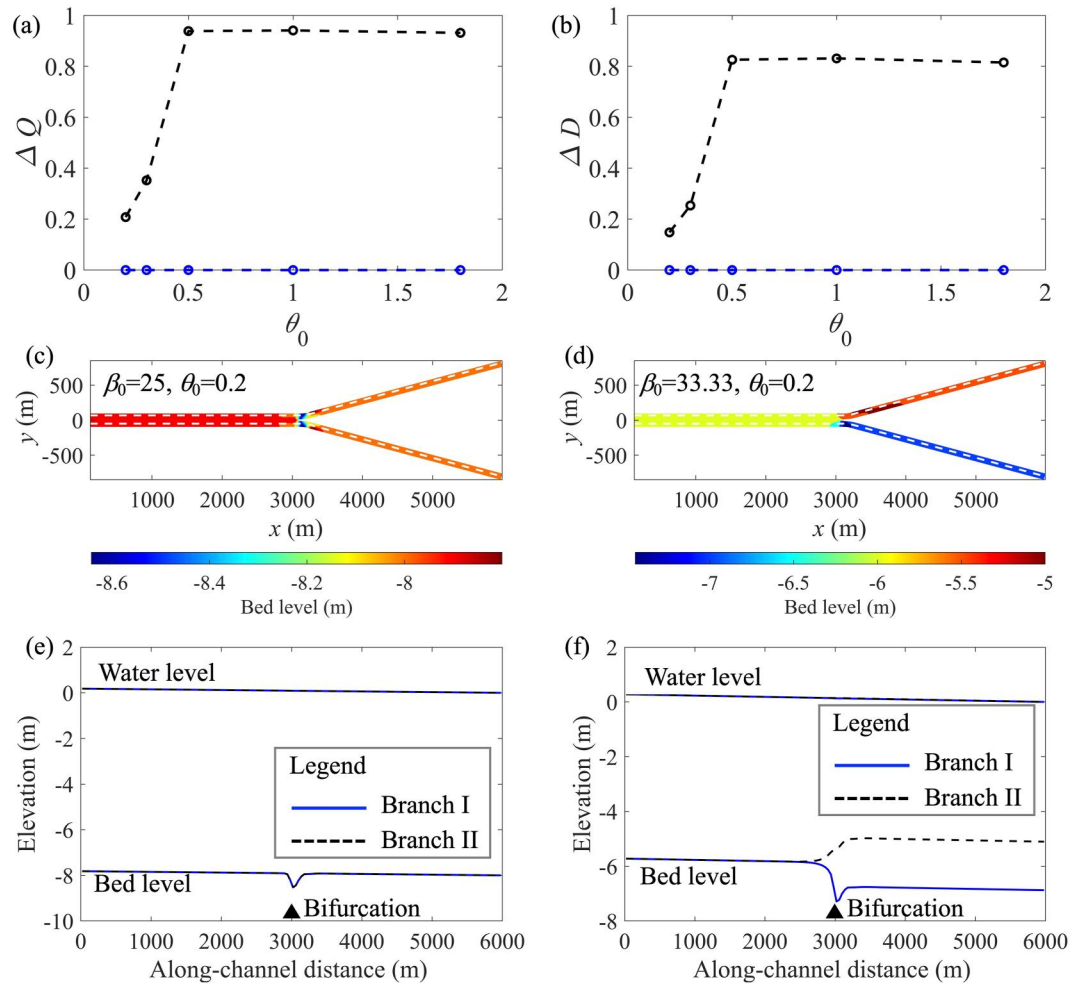 (a)
1
0.8
0.6
0.4
0.2
0
Δ Q
0 0.5 1 1.5 2
θ₀
(b)
1
0.8
0.6
0.4
0.2
0
Δ D
0 0.5 1 1.5 2
θ₀
(c)
β₀=25, θ₀=0.2
500
0
-500
y (m)
1000 2000 3000 4000 5000
x (m)
-8.6 -8.4 -8.2 -8
Bed level (m)
(d)
β₀=33.33, θ₀=0.2
500
0
-500
y (m)
1000 2000 3000 4000 5000
x (m)
-7 -6.5 -6 -5.5 -5
Bed level (m)
(e)
2
0
-2
-4
-6
-8
-10
Elevation (m)
Water level
Legend
Branch I
Branch II
Bed level
Bifurcation
0 1000 2000 3000 4000 5000 6000
Along-channel distance (m)
(f)
2
0
-2
-4
-6
-8
Elevation (m)
Water level
Legend
Branch I
Branch II
Bed level
Bifurcation
0 1000 2000 3000 4000 5000 6000
Along-channel distance (m)